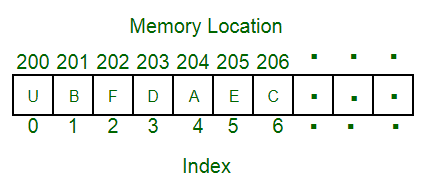 Memory Location
200 201 202 203 204 205 206 . . .
U B F D A E C . . .
0 1 2 3 4 5 6 . . .
Index